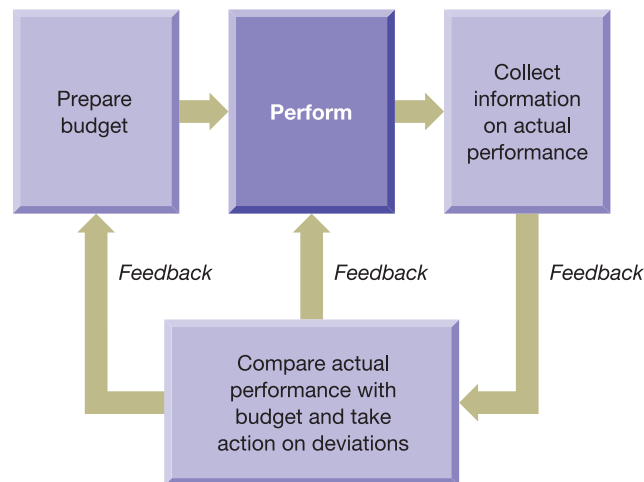 Prepare
budget
Perform
Collect
information
on actual
performance
Feedback
Feedback
Feedback
Compare actual
performance with
budget and take
action on deviations